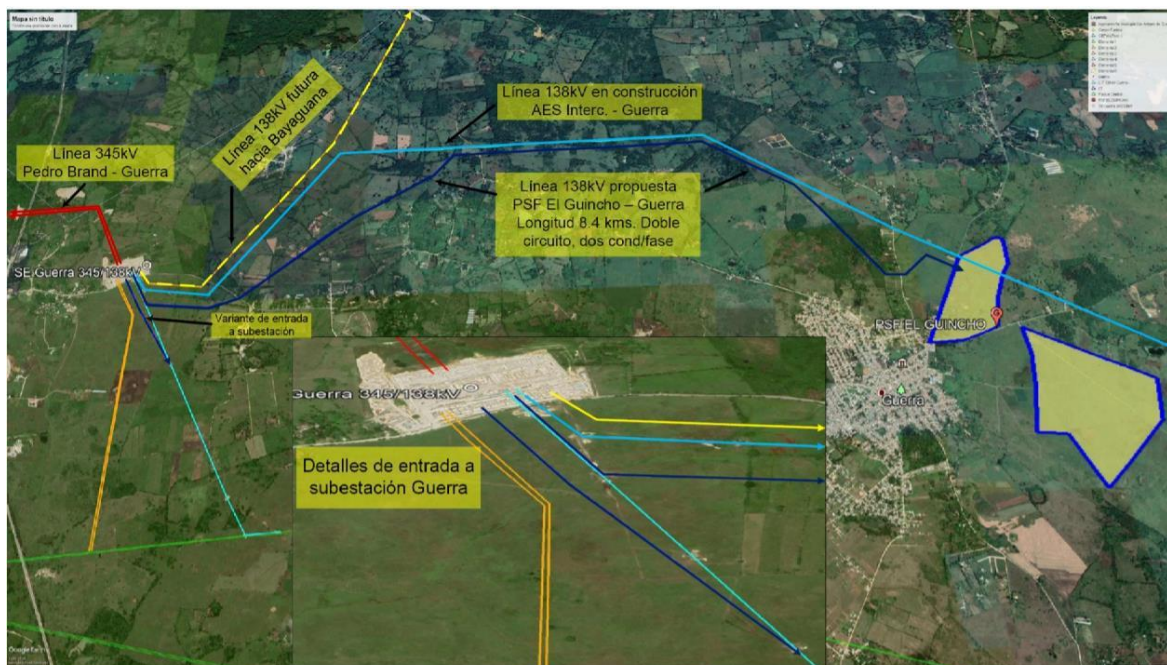 Mapa sin título
Línea 345kV
Pedro Brand - Guerra
Línea 138kV futura
hacia Bayaguana
Línea 138kV en construcción
AES Interc. - Guerra
Línea 138kV propuesta
PSF El Guincho – Guerra
Longitud 8.4 kms. Doble
circuito, dos cond/fase
SE Guerra 345/138kV
Variante de entrada
a subestación
PSF EL GUINCHO
Guerra
Guerra 345/138kV
Detalles de entrada a
subestación Guerra
Google Earth